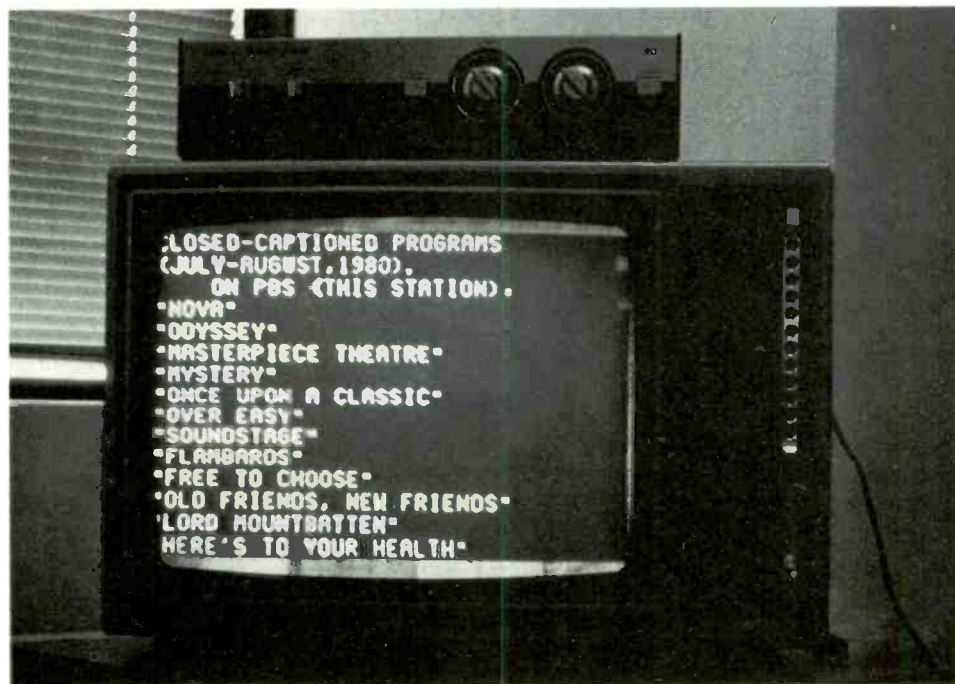 CLOSED-CAPTIONED PROGRAMS
(JULY-AUGUST,1980).
ON PBS (THIS STATION).
"NOVA"
"ODYSSEY"
"MASTERPIECE THEATRE"
"MYSTERY"
"ONCE UPON A CLASSIC"
"OVER EASY"
"SOUNDSTAGE"
"FLAMBARDS"
"FREE TO CHOOSE"
"OLD FRIENDS, NEW FRIENDS"
"LORD MOUNTBATTEN"
HERE'S TO YOUR HEALTH"